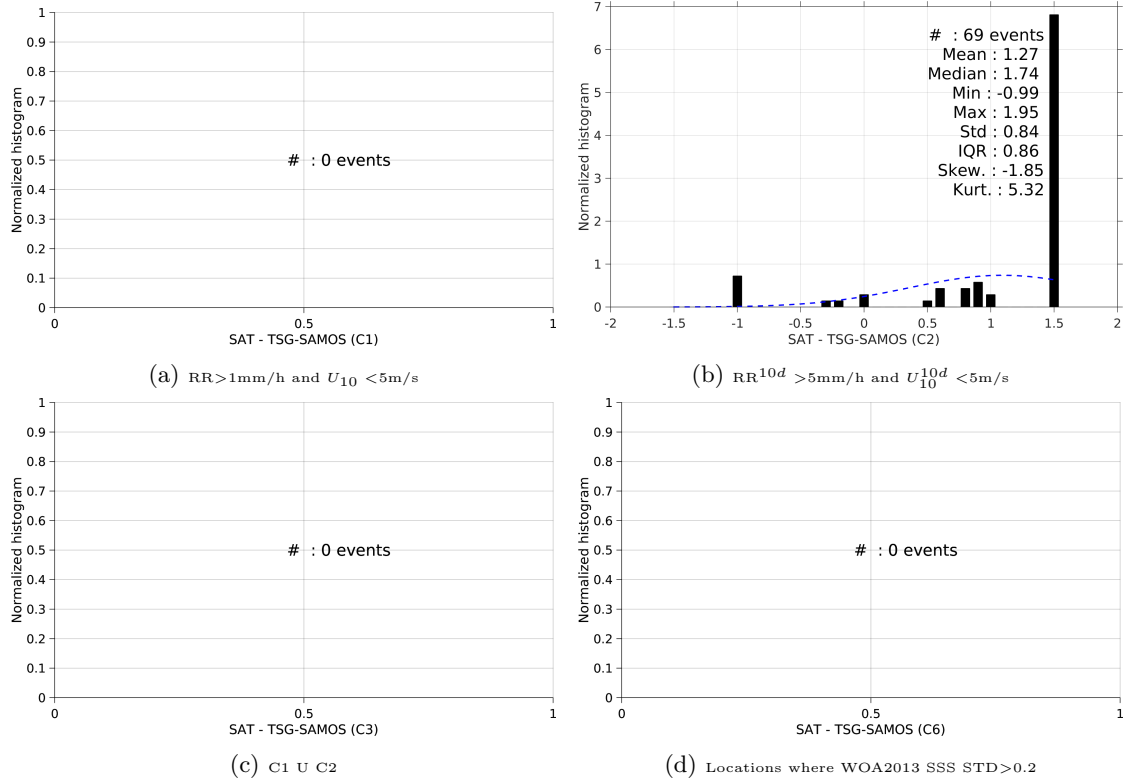 1
0.9
0.8
0.7
0.6
0.5
0.4
0.3
0.2
0.1
0
Normalized histogram
# : 0 events
0 0.5 1
SAT - TSG-SAMOS (C1)
(a) RR>1mm/h and U10 <5m/s
7
6
5
4
3
2
1
0
Normalized histogram
# : 69 events
Mean : 1.27
Median : 1.74
Min : -0.99
Max : 1.95
Std : 0.84
IQR : 0.86
Skew. : -1.85
Kurt. : 5.32
-2 -1.5 -1 -0.5 0 0.5 1 1.5 2
SAT - TSG-SAMOS (C2)
(b) RR^10d >5mm/h and U10^10d <5m/s
1
0.9
0.8
0.7
0.6
0.5
0.4
0.3
0.2
0.1
0
Normalized histogram
# : 0 events
0 0.5 1
SAT - TSG-SAMOS (C3)
(c) C1 U C2
1
0.9
0.8
0.7
0.6
0.5
0.4
0.3
0.2
0.1
0
Normalized histogram
# : 0 events
0 0.5 1
SAT - TSG-SAMOS (C6)
(d) Locations where WOA2013 SSS STD>0.2